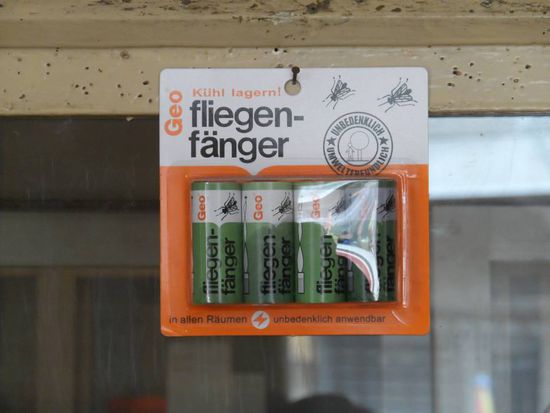 Geo
Kühl lagern!
fliegen-
fänger
UNBEDENKLICH
UMWELTFREUNDLICH
Geo
fliegen-
fänger
Geo
fliegen-
fänger
Geo
fliegen-
fänger
fliegen-
fänger
in allen Räumen unbedenklich anwendbar